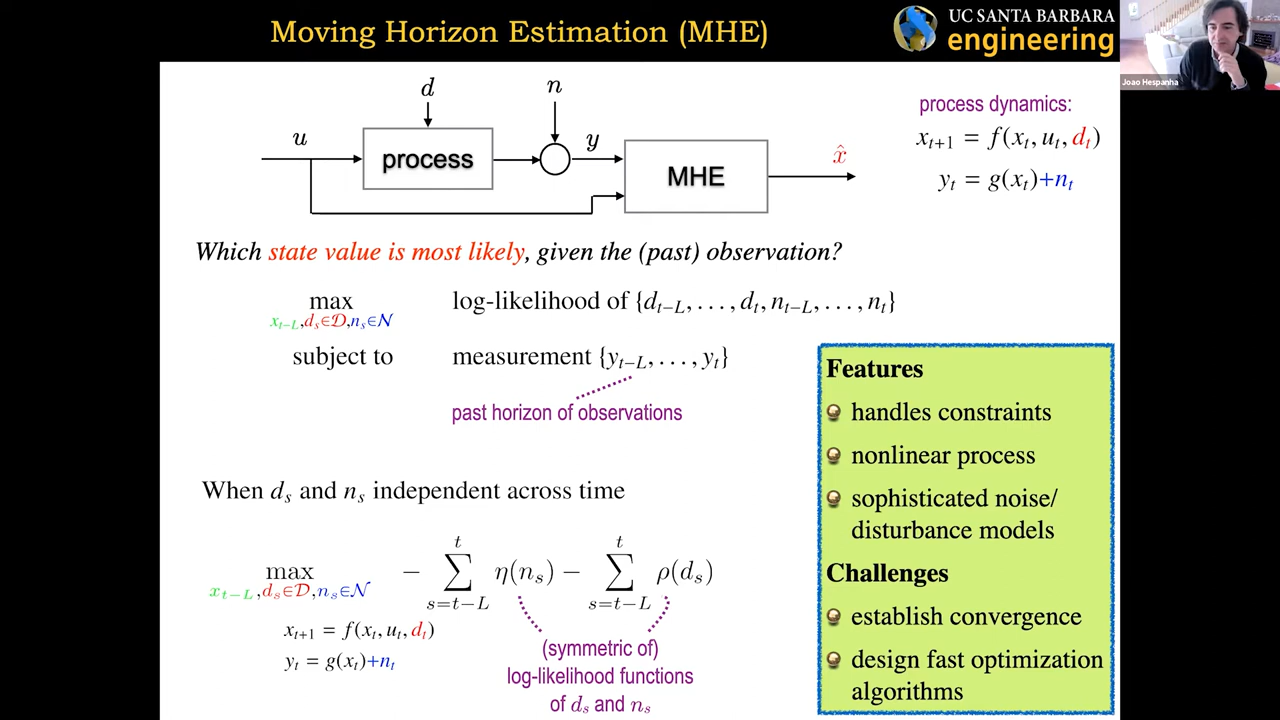 Moving Horizon Estimation (MHE)
UC SANTA BARBARA
engineering
Joao Hespanha
d
n
u
process
y
MHE
x̂
process dynamics:
x_{t+1} = f(x_t, u_t, d_t)
y_t = g(x_t)+n_t
Which state value is most likely, given the (past) observation?
max log-likelihood of {d_{t−L}, . . . , d_t, n_{t−L}, . . . , n_t}
x_{t−L},d_s∈𝒟,n_s∈𝒩
subject to measurement {y_{t−L}, . . . , y_t}
past horizon of observations
When d_s and n_s independent across time
max − ∑_{s=t−L}^{t} η(n_s) − ∑_{s=t−L}^{t} ρ(d_s)
x_{t−L},d_s∈𝒟,n_s∈𝒩
x_{t+1} = f(x_t, u_t, d_t)
y_t = g(x_t)+n_t
(symmetric of)
log-likelihood functions
of d_s and n_s
Features
handles constraints
nonlinear process
sophisticated noise/
disturbance models
Challenges
establish convergence
design fast optimization
algorithms